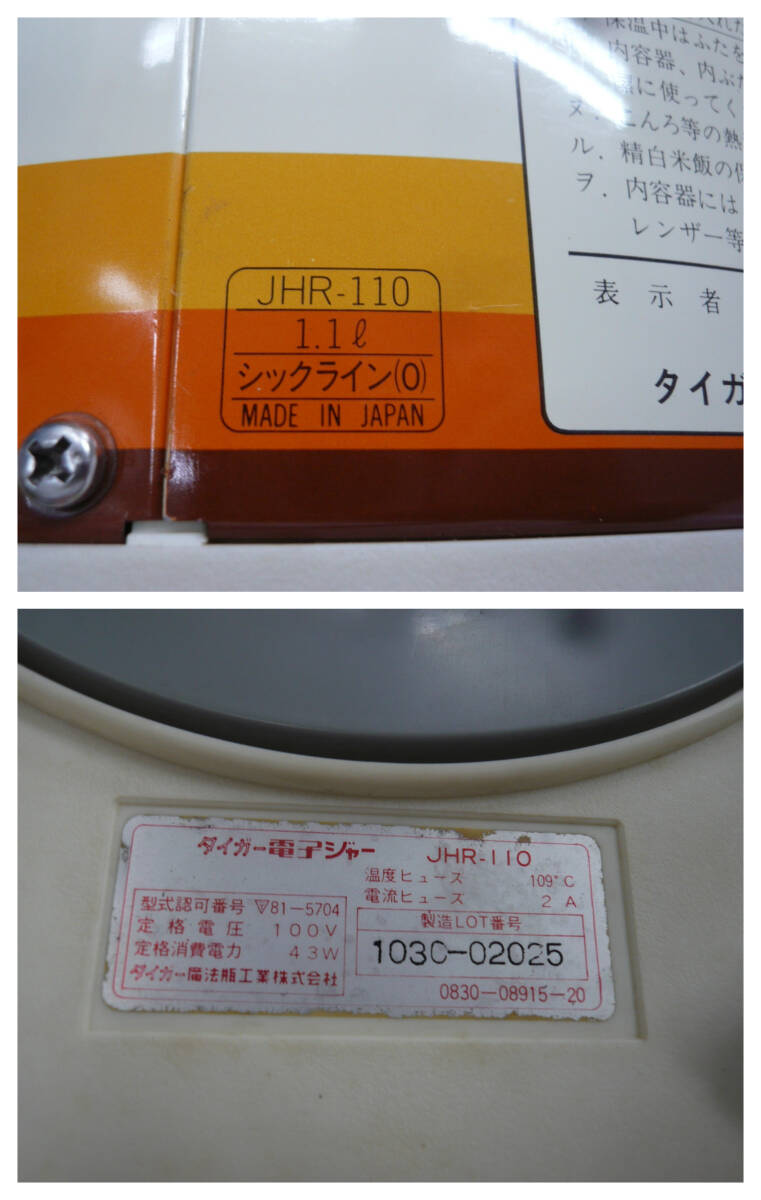 JHR-110
1.1ℓ
シックライン(O)
MADE IN JAPAN
入れた
保温中はふたを
内容器、内ぶた
に使ってく
ヌ. こんろ等の熱
ル. 精白米飯の保
ヲ. 内容器には
レンザー等
表示者
タイガ
タイガー電子ジャー JHR-110
温度ヒューズ 109°C
電流ヒューズ 2A
型式認可番号 ▽81-5704
定格電圧 100V
定格消費電力 43W
タイガー魔法瓶工業株式会社
製造LOT番号
103C-02025
0830-08915-20